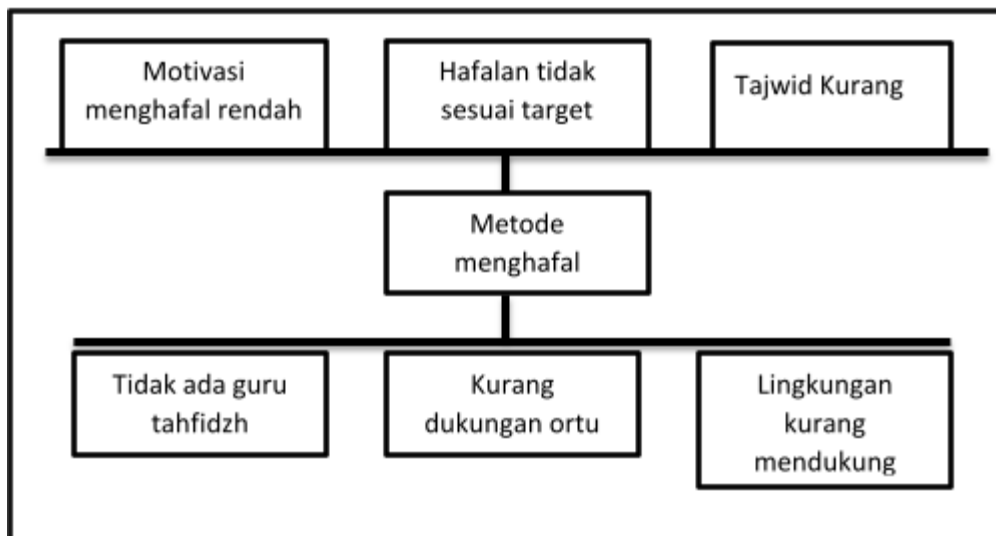 Motivasi
menghafal rendah
Hafalan tidak
sesuai target
Tajwid Kurang
Metode
menghafal
Tidak ada guru
tahfidzh
Kurang
dukungan ortu
Lingkungan
kurang
mendukung